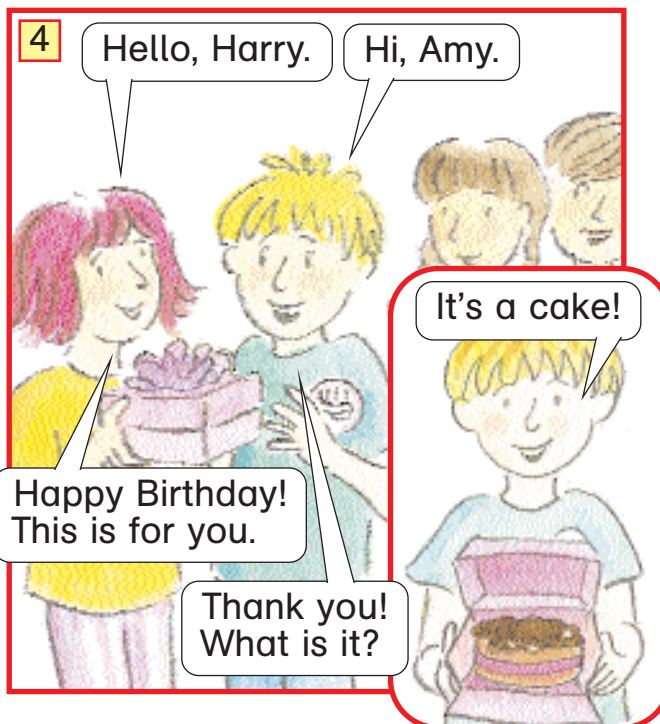 4
Hello, Harry.
Hi, Amy.
Happy Birthday!
This is for you.
Thank you!
What is it?
It's a cake!